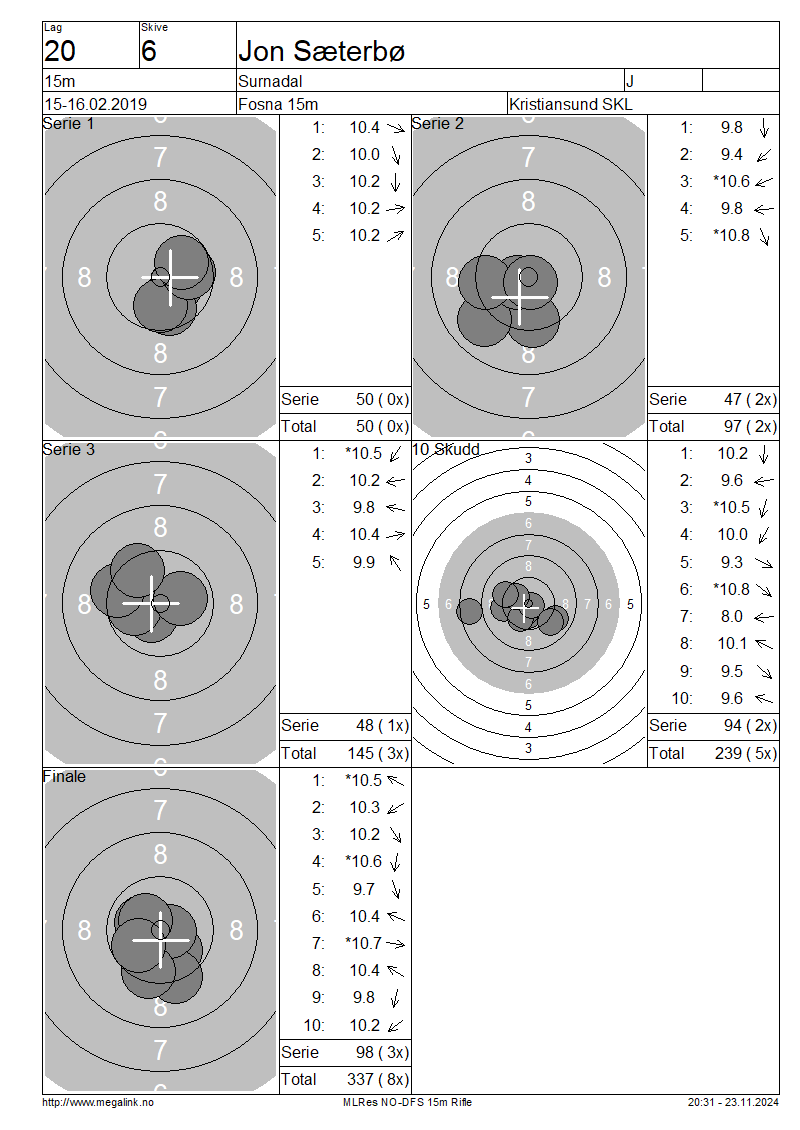 Lag
Skive
20
6
Jon Sæterbø
15m
Surnadal
J
15-16.02.2019
Fosna 15m
Kristiansund SKL
Serie 1
6
7
8
8
8
8
7
6
1: 10.4
2: 10.0
3: 10.2
4: 10.2
5: 10.2
Serie 50 ( 0x)
Total 50 ( 0x)
Serie 2
6
7
8
8
8
8
7
6
1: 9.8
2: 9.4
3: *10.6
4: 9.8
5: *10.8
Serie 47 ( 2x)
Total 97 ( 2x)
Serie 3
7
8
8
8
8
7
6
1: *10.5
2: 10.2
3: 9.8
4: 10.4
5: 9.9
Serie 48 ( 1x)
Total 145 ( 3x)
10 Skudd
3
4
5
6
7
8
5 6 8 7 6 5
8
7
6
5
4
3
1: 10.2
2: 9.6
3: *10.5
4: 10.0
5: 9.3
6: *10.8
7: 8.0
8: 10.1
9: 9.5
10: 9.6
Serie 94 ( 2x)
Total 239 ( 5x)
Finale
7
8
8
8
8
7
6
1: *10.5
2: 10.3
3: 10.2
4: *10.6
5: 9.7
6: 10.4
7: *10.7
8: 10.4
9: 9.8
10: 10.2
Serie 98 ( 3x)
Total 337 ( 8x)
http://www.megalink.no
MLRes NO-DFS 15m Rifle
20:31 - 23.11.2024